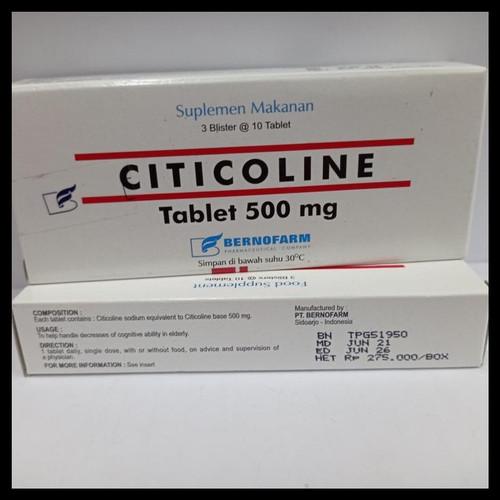 Suplemen Makanan
3 Blister @ 10 Tablet
CITICOLINE
Tablet 500 mg
BERNOFARM
PHARMACEUTICAL COMPANY
Simpan di bawah suhu 30°C
3 Blisters @ 10 Tablet
Food Supplement
COMPOSITION :
Each tablet contains : Citicoline sodium equivalent to Citicoline base 500 mg.
USAGE :
To help handle decreases of cognitive ability in elderly.
DIRECTION :
1 tablet daily, single dose, with or without food, on advice and supervision of
a physician.
FOR MORE INFORMATION : See insert
Manufactured by :
PT. BERNOFARM
Sidoarjo - Indonesia
BN TPG51950
MD JUN 21
ED JUN 26
HET Rp 275.000/BOX